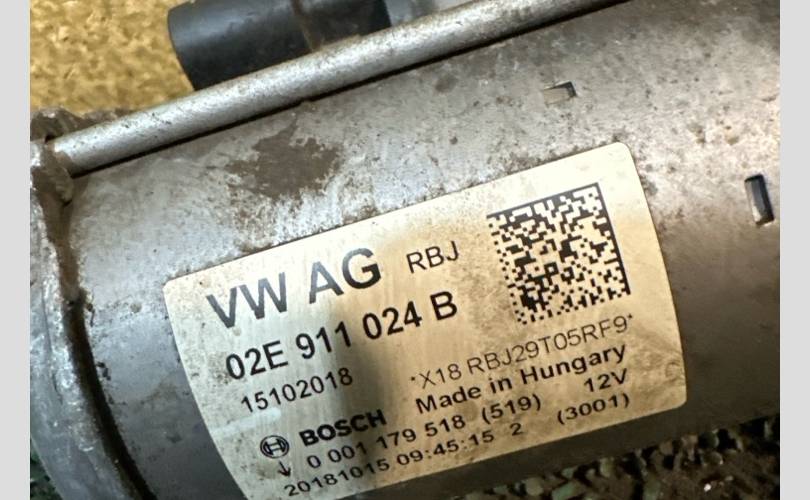 VW AG RBJ
02E 911 024 B
15102018 *X18 RBJ29T05RF9*
Made in Hungary
BOSCH 12V
0 001 179 518 (519) (3001)
20181015 09:45:15 2